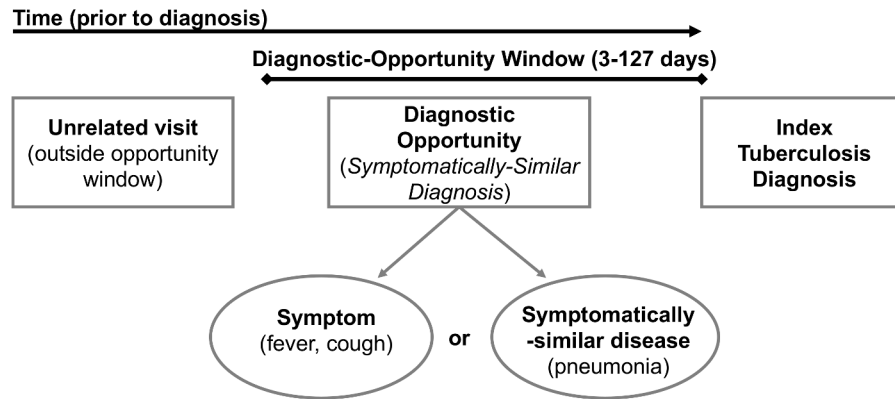 Time (prior to diagnosis)
Diagnostic-Opportunity Window (3-127 days)
Unrelated visit
(outside opportunity
window)
Diagnostic
Opportunity
(Symptomatically-Similar
Diagnosis)
Index
Tuberculosis
Diagnosis
Symptom
(fever, cough)
or
Symptomatically
-similar disease
(pneumonia)